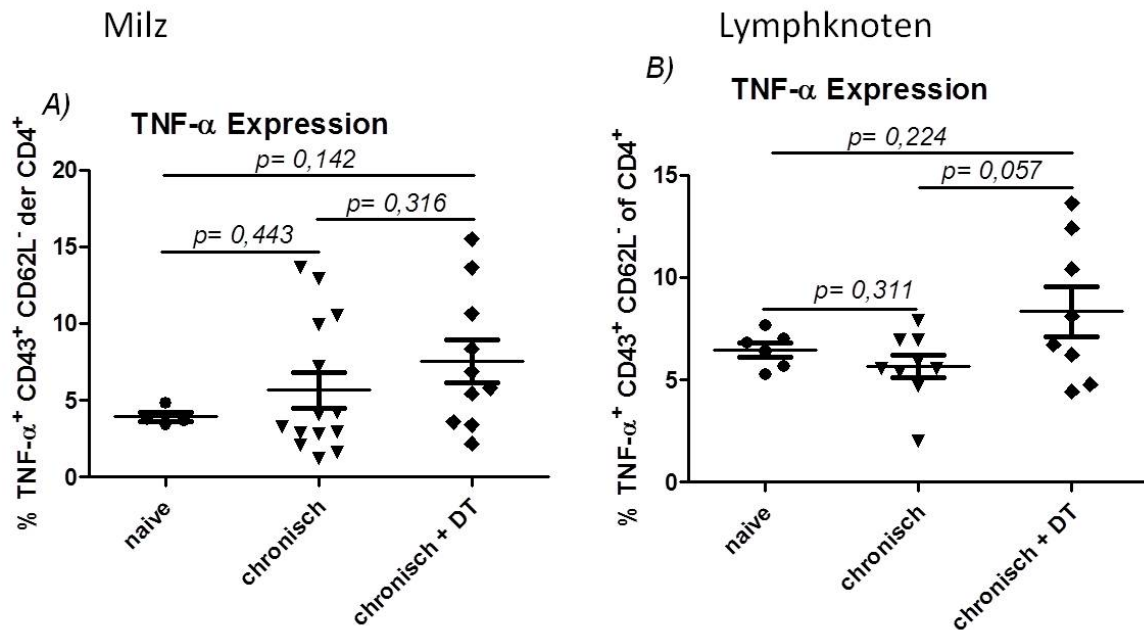 Milz
A)
TNF-α Expression
% TNF-α⁺ CD43⁺ CD62L⁻ der CD4⁺
20
15
10
5
0
p= 0,142
p= 0,316
p= 0,443
naive
chronisch
chronisch + DT
Lymphknoten
B)
TNF-α Expression
% TNF-α⁺ CD43⁺ CD62L⁻ of CD4⁺
15
10
5
0
p= 0,224
p= 0,057
p= 0,311
naive
chronisch
chronisch + DT